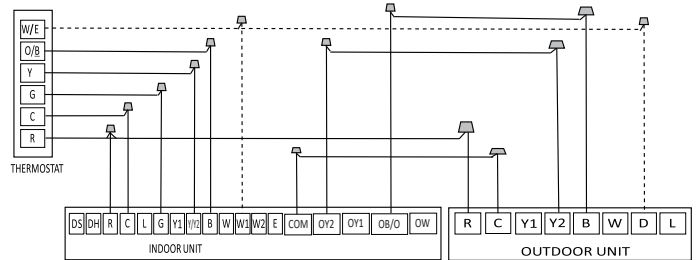 W/E
O/B
Y
G
C
R
THERMOSTAT
DS DH R C L G Y1 Y/Y2 B W W1 W2 E COM OY2 OY1 OB/O OW
INDOOR UNIT
R C Y1 Y2 B W D L
OUTDOOR UNIT